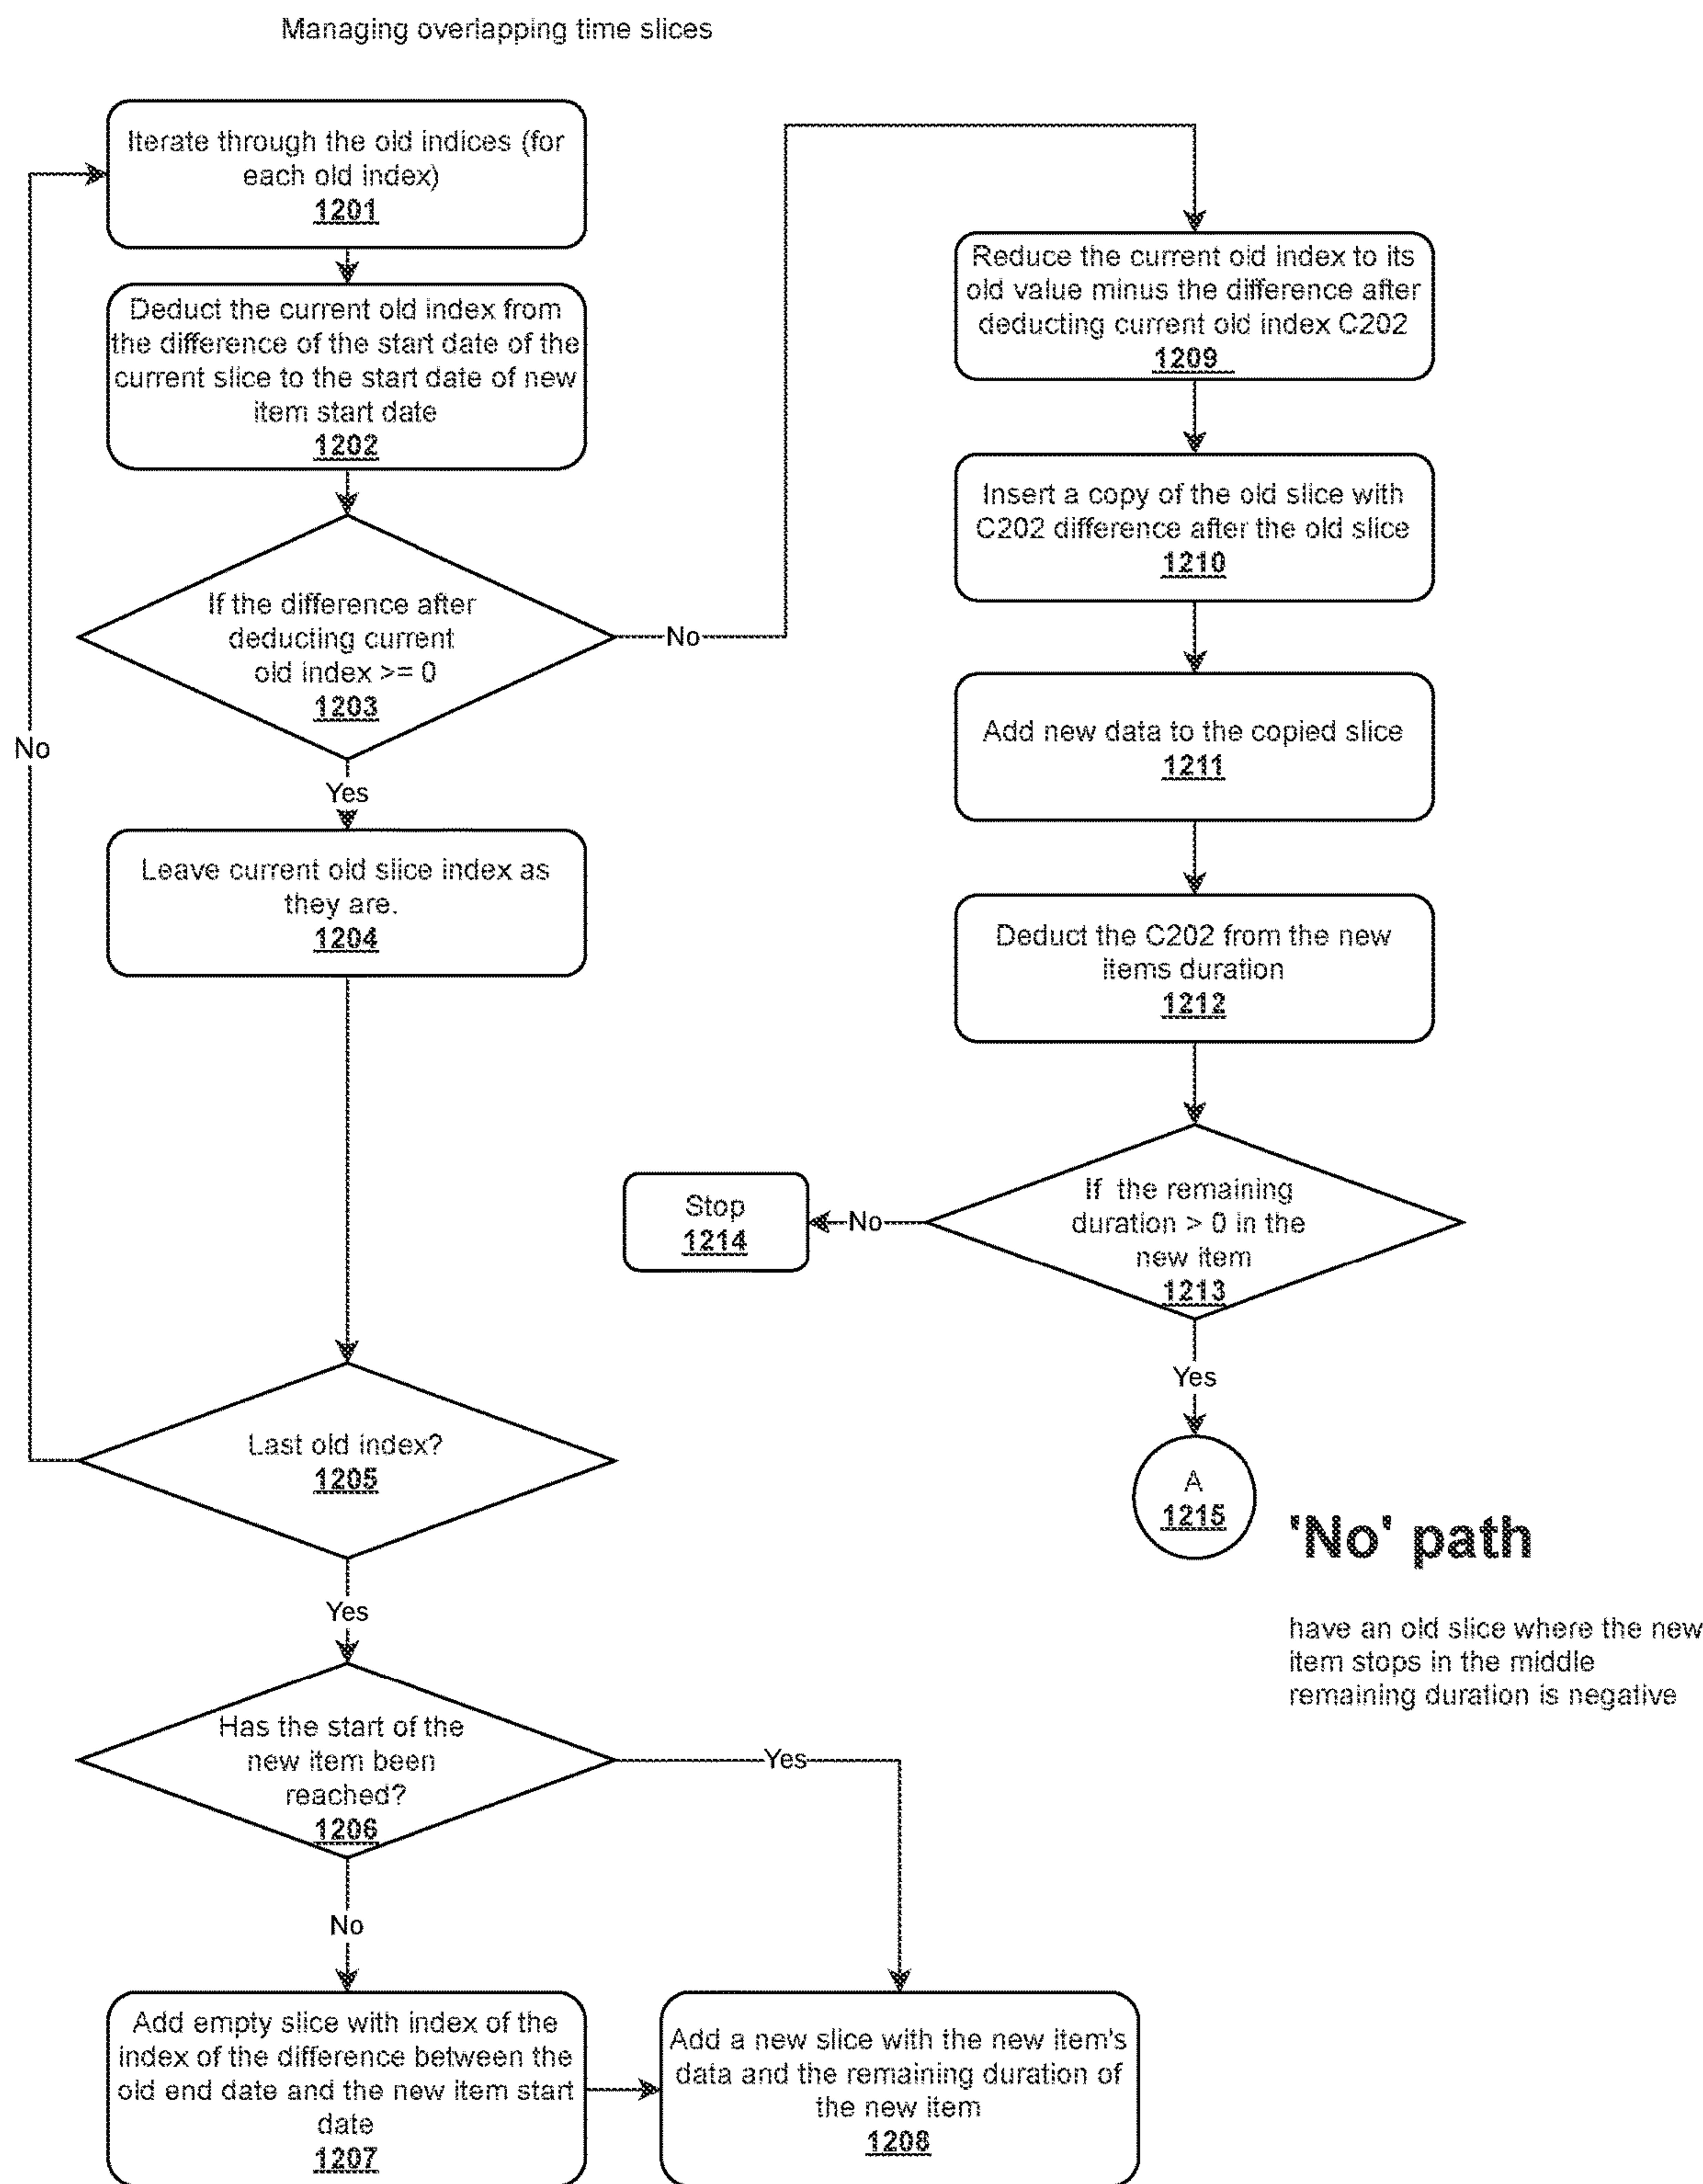 Managing overlapping time slices
Iterate through the old indices (for
each old index)
1201
Deduct the current old index from
the difference of the start date of the
current slice to the start date of new
item start date
1202
If the difference after
deducting current
old index >= 0
1203
No
Yes
Leave current old slice index as
they are.
1204
No
Last old index?
1205
Yes
Has the start of the
new item been
reached?
1206
Yes
No
Add empty slice with index of the
index of the difference between the
old end date and the new item start
date
1207
Add a new slice with the new item's
data and the remaining duration of
the new item
1208
Reduce the current old index to its
old value minus the difference after
deducting current old index C202
1209
Insert a copy of the old slice with
C202 difference after the old slice
1210
Add new data to the copied slice
1211
Deduct the C202 from the new
items duration
1212
If the remaining
duration > 0 in the
new item
1213
No
Stop
1214
Yes
A
1215
'No' path
have an old slice where the new
item stops in the middle
remaining duration is negative